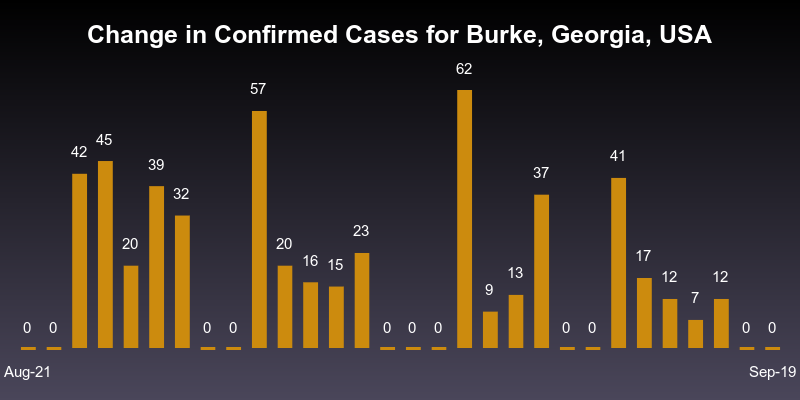 Change in Confirmed Cases for Burke, Georgia, USA
0 0 42 45 20 39 32 0 0 57 20 16 15 23 0 0 0 62 9 13 37 0 0 41 17 12 7 12 0 0
Aug-21 Sep-19